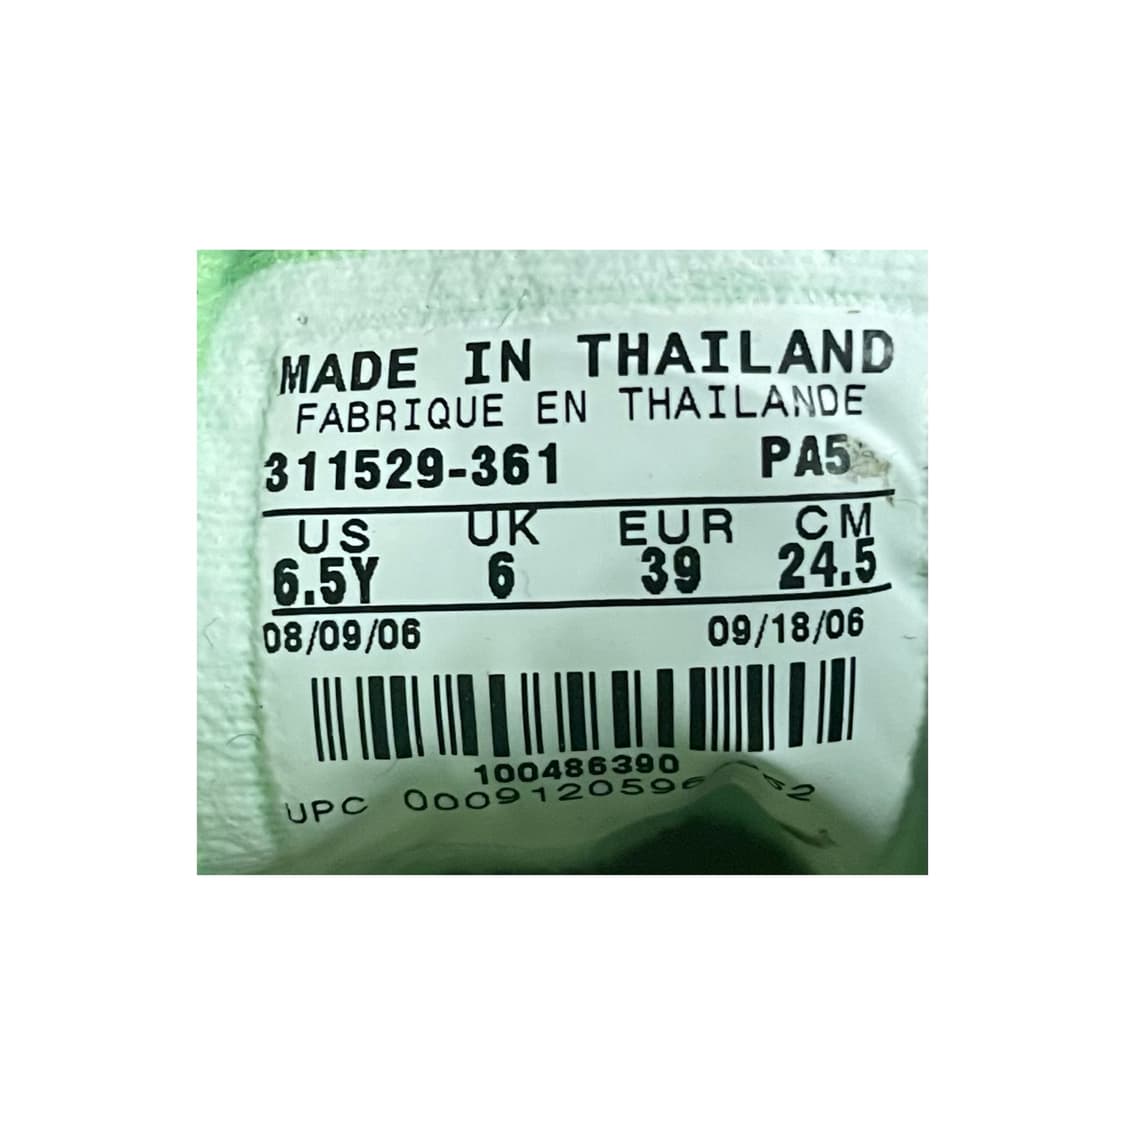 MADE IN THAILAND
FABRIQUE EN THAILANDE
311529-361 PA5
US UK EUR CM
6.5Y 6 39 24.5
08/09/06 09/18/06
100486390
UPC